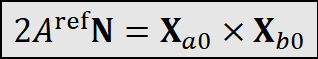 2A^ref N = X_a0 × X_b0